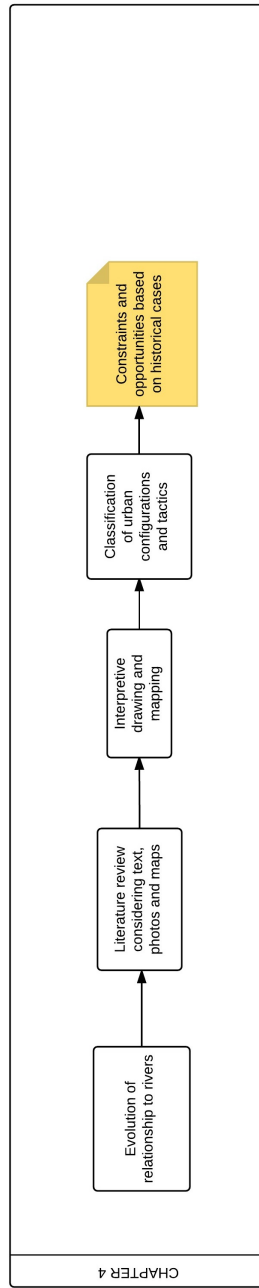 CHAPTER 4
Evolution of
relationship to rivers
Literature review
considering text,
photos and maps
Interpretive
drawing and
mapping
Classification
of urban
configurations
and tactics
Constraints and
opportunities based
on historical cases